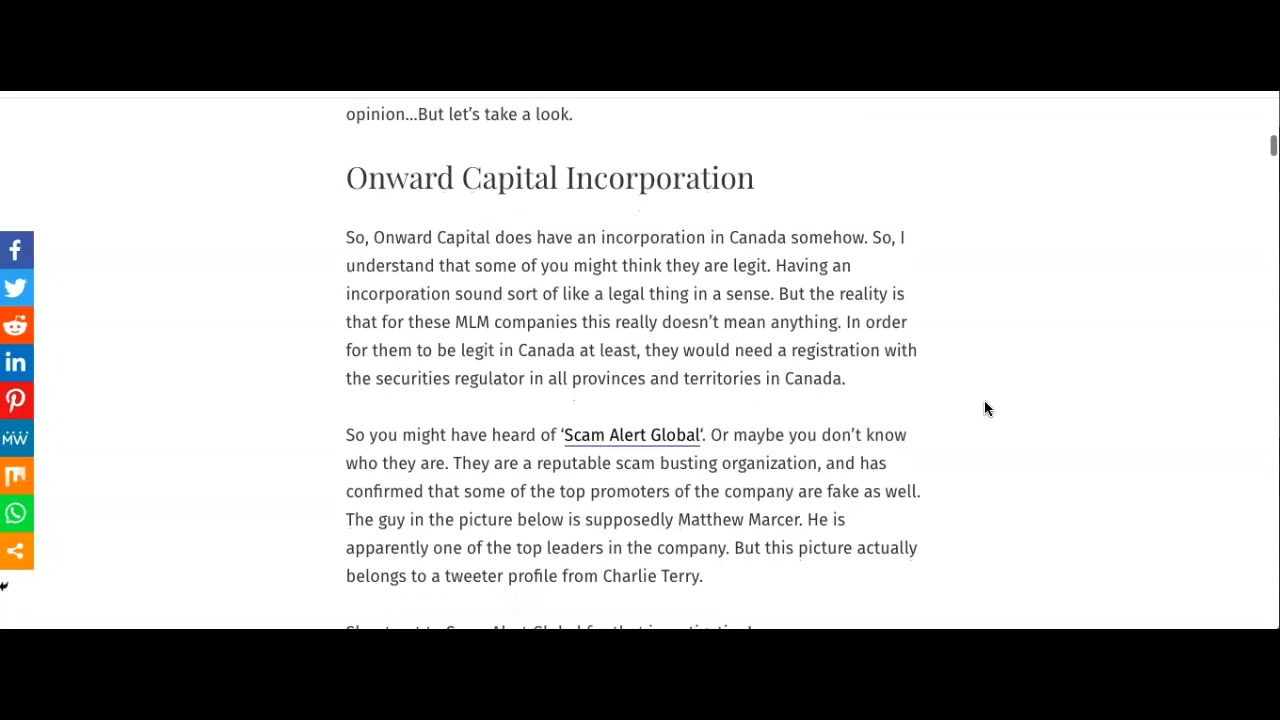 opinion...But let's take a look.
Onward Capital Incorporation
So, Onward Capital does have an incorporation in Canada somehow. So, I
understand that some of you might think they are legit. Having an
incorporation sound sort of like a legal thing in a sense. But the reality is
that for these MLM companies this really doesn't mean anything. In order
for them to be legit in Canada at least, they would need a registration with
the securities regulator in all provinces and territories in Canada.
So you might have heard of ‘Scam Alert Global‘. Or maybe you don't know
who they are. They are a reputable scam busting organization, and has
confirmed that some of the top promoters of the company are fake as well.
The guy in the picture below is supposedly Matthew Marcer. He is
apparently one of the top leaders in the company. But this picture actually
belongs to a tweeter profile from Charlie Terry.